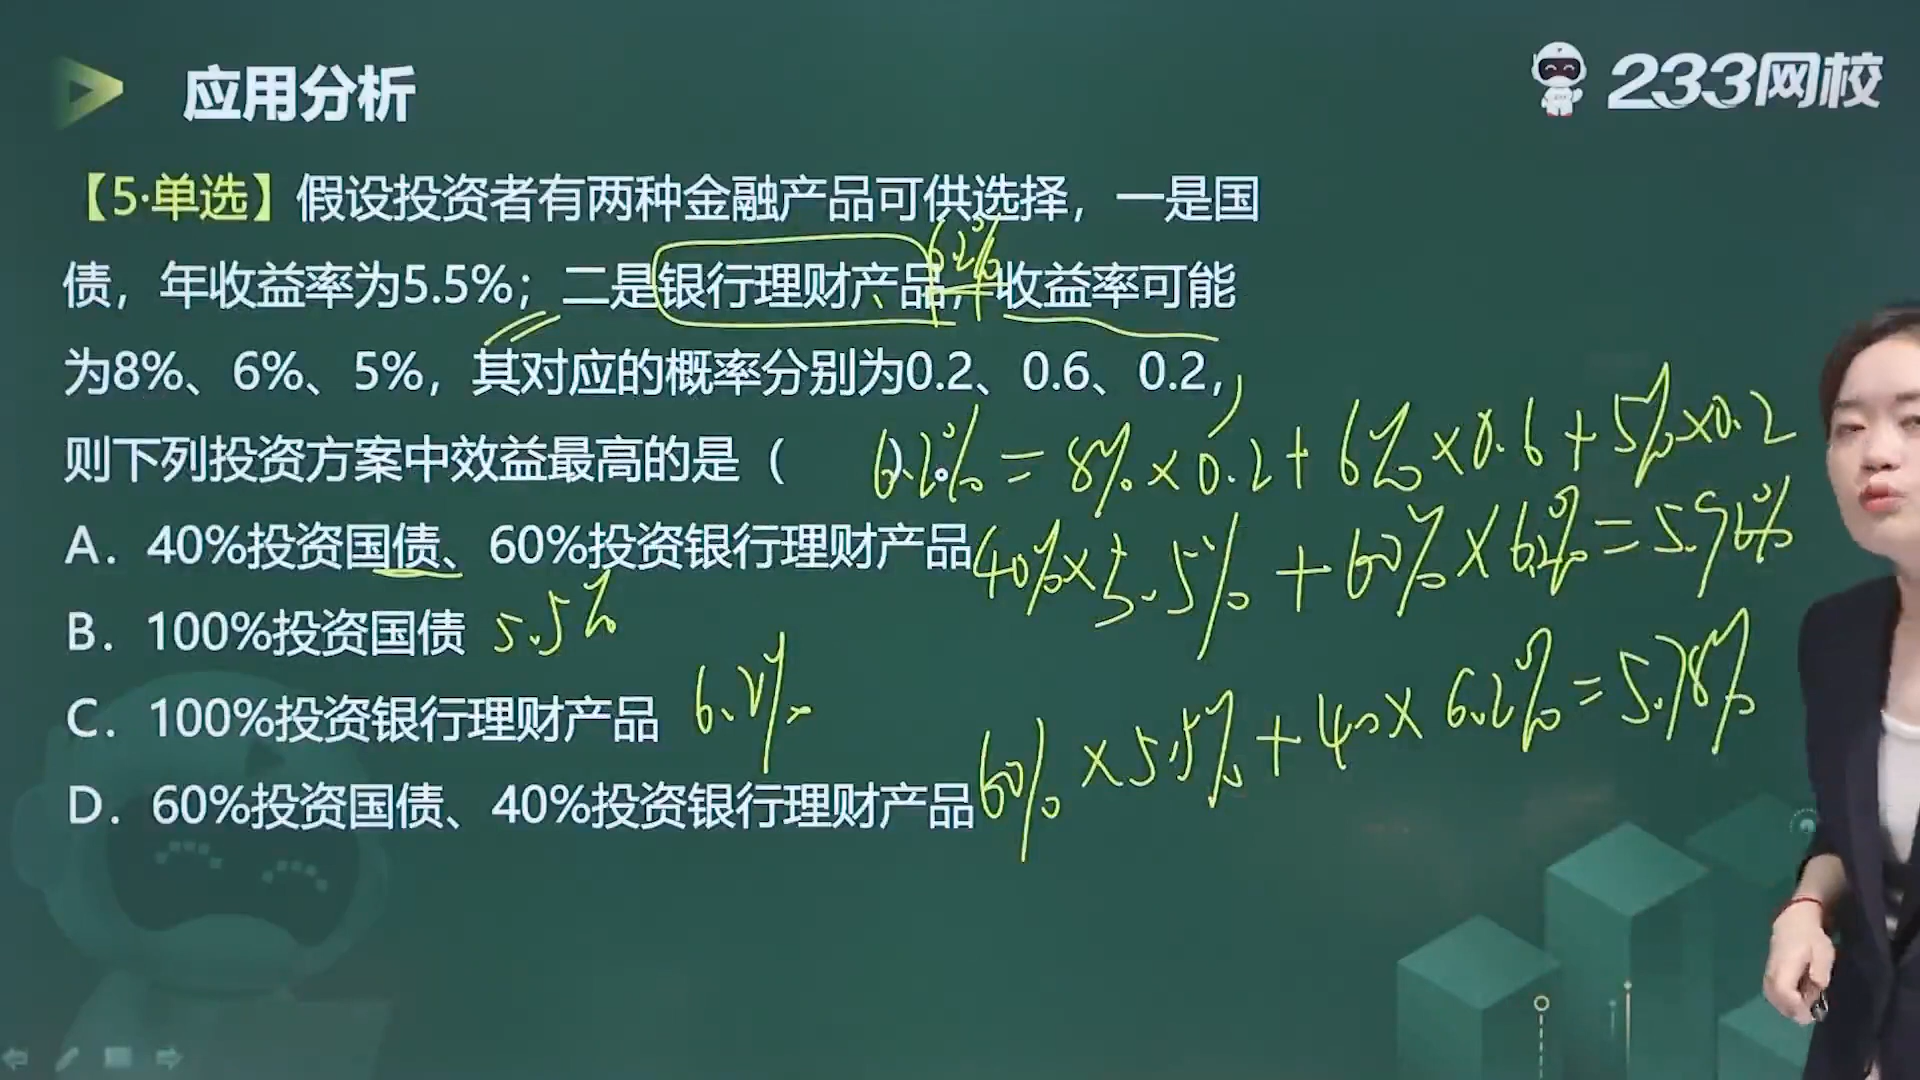 应用分析
233网校
【5·单选】假设投资者有两种金融产品可供选择，一是国
债，年收益率为5.5%；二是银行理财产品，收益率可能
6.2%
为8%、6%、5%，其对应的概率分别为0.2、0.6、0.2，
则下列投资方案中效益最高的是（　　）。
6.2% = 8% × 0.2 + 6% × 0.6 + 5% × 0.2
A．40%投资国债、60%投资银行理财产品
40% × 5.5% + 60% × 6.2% = 5.92%
B．100%投资国债
5.5%
C．100%投资银行理财产品
6.2%
D．60%投资国债、40%投资银行理财产品
60% × 5.5% + 40 × 6.2% = 5.78%